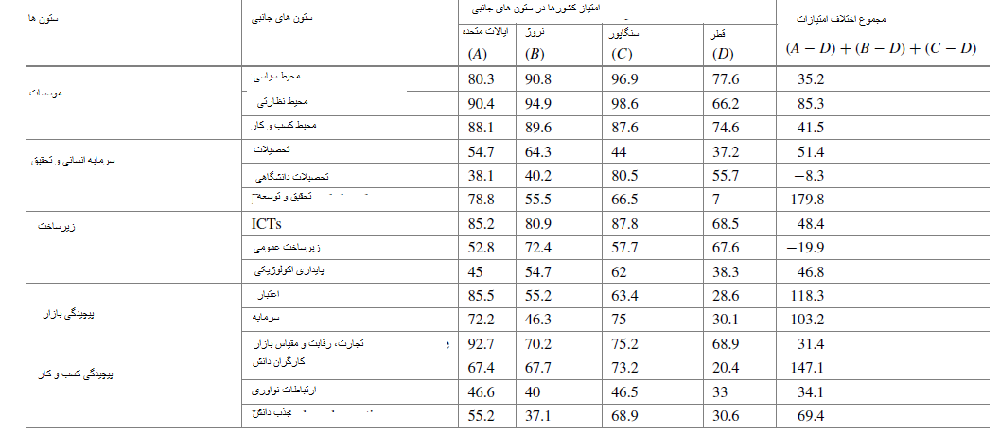 ستون ها ستون های جانبی امتیاز کشورها در ستون های جانبی مجموع اختلاف امتیازات
ایالات متحده نروژ سنگاپور قطر
(A) (B) (C) (D) (A − D) + (B − D) + (C − D)
موسسات محیط سیاسی 80.3 90.8 96.9 77.6 35.2
محیط نظارتی 90.4 94.9 98.6 66.2 85.3
محیط کسب و کار 88.1 89.6 87.6 74.6 41.5
سرمایه انسانی و تحقیق تحصیلات 54.7 64.3 44 37.2 51.4
تحصیلات دانشگاهی 38.1 40.2 80.5 55.7 −8.3
تحقیق و توسعه 78.8 55.5 66.5 7 179.8
زیرساخت ICTs 85.2 80.9 87.8 68.5 48.4
زیرساخت عمومی 52.8 72.4 57.7 67.6 −19.9
پایداری اکولوژیکی 45 54.7 62 38.3 46.8
پیچیدگی بازار اعتبار 85.5 55.2 63.4 28.6 118.3
سرمایه 72.2 46.3 75 30.1 103.2
تجارت، رقابت و مقیاس بازار 92.7 70.2 75.2 68.9 31.4
پیچیدگی کسب و کار کارگران دانش 67.4 67.7 73.2 20.4 147.1
ارتباطات نواوری 46.6 40 46.5 33 34.1
جذب دانش 55.2 37.1 68.9 30.6 69.4